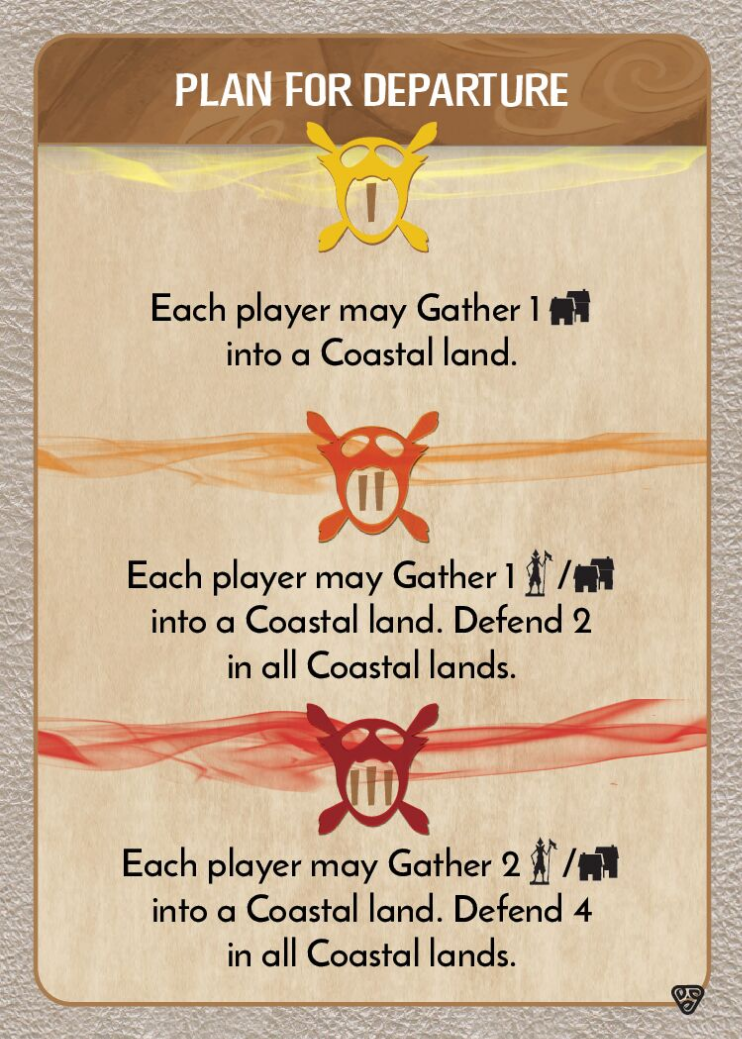 PLAN FOR DEPARTURE
I
Each player may Gather 1
into a Coastal land.
II
Each player may Gather 1 /
into a Coastal land. Defend 2
in all Coastal lands.
III
Each player may Gather 2 /
into a Coastal land. Defend 4
in all Coastal lands.